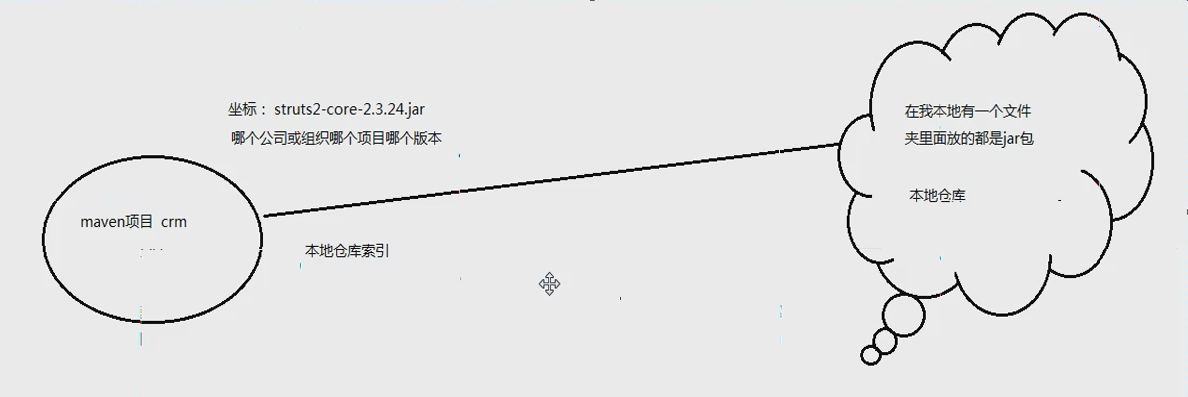 坐标： struts2-core-2.3.24.jar
哪个公司或组织哪个项目哪个版本
在我本地有一个文件
夹里面放的都是jar包
本地仓库
maven项目 crm
本地仓库索引